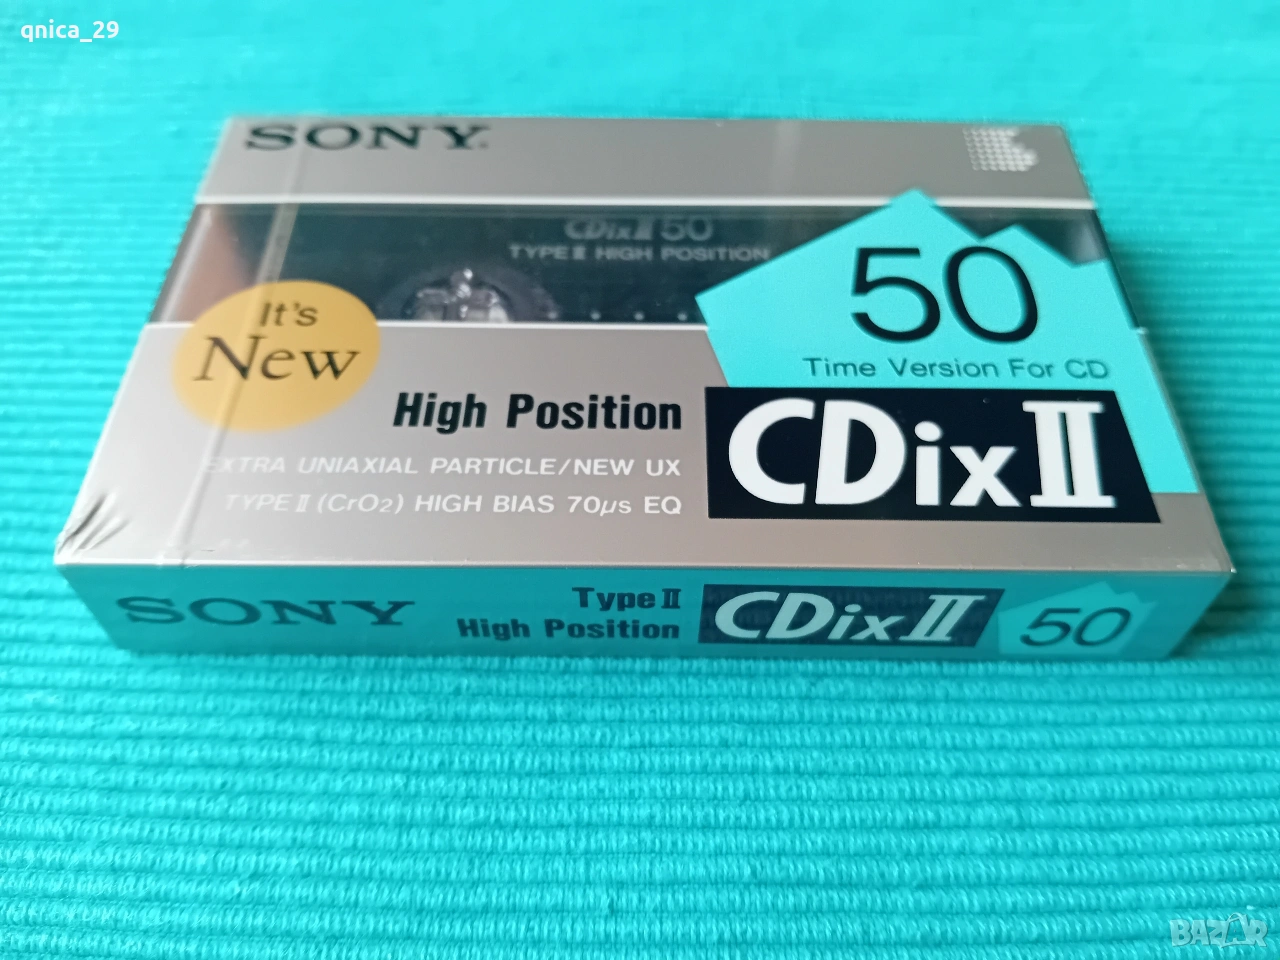 qnica_29
SONY
CDix II 50
TYPE II HIGH POSITION
50
Time Version For CD
It's
New
High Position
CDix II
EXTRA UNIAXIAL PARTICLE/NEW UX
TYPE II (CrO2) HIGH BIAS 70µs EQ
SONY
Type II
High Position
CDix II
50
BAZAR